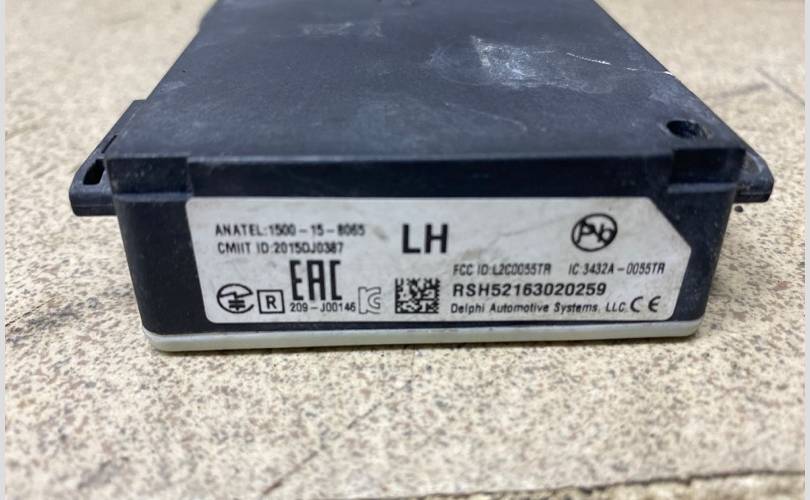 ANATEL:1500-15-8065
CMIIT ID:2015DJ0387
LH
Pb
FCC ID:L2C0055TR IC 3432A-0055TR
EAC
R
209-J00146
RSH52163020259
Delphi Automotive Systems, LLC. CE